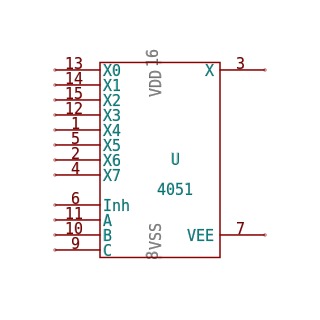 13 X0
14 X1
15 X2
12 X3
1 X4
5 X5
2 X6
4 X7
6 Inh
11 A
10 B
9 C
VDD 16
8 VSS
U
4051
X 3
VEE 7